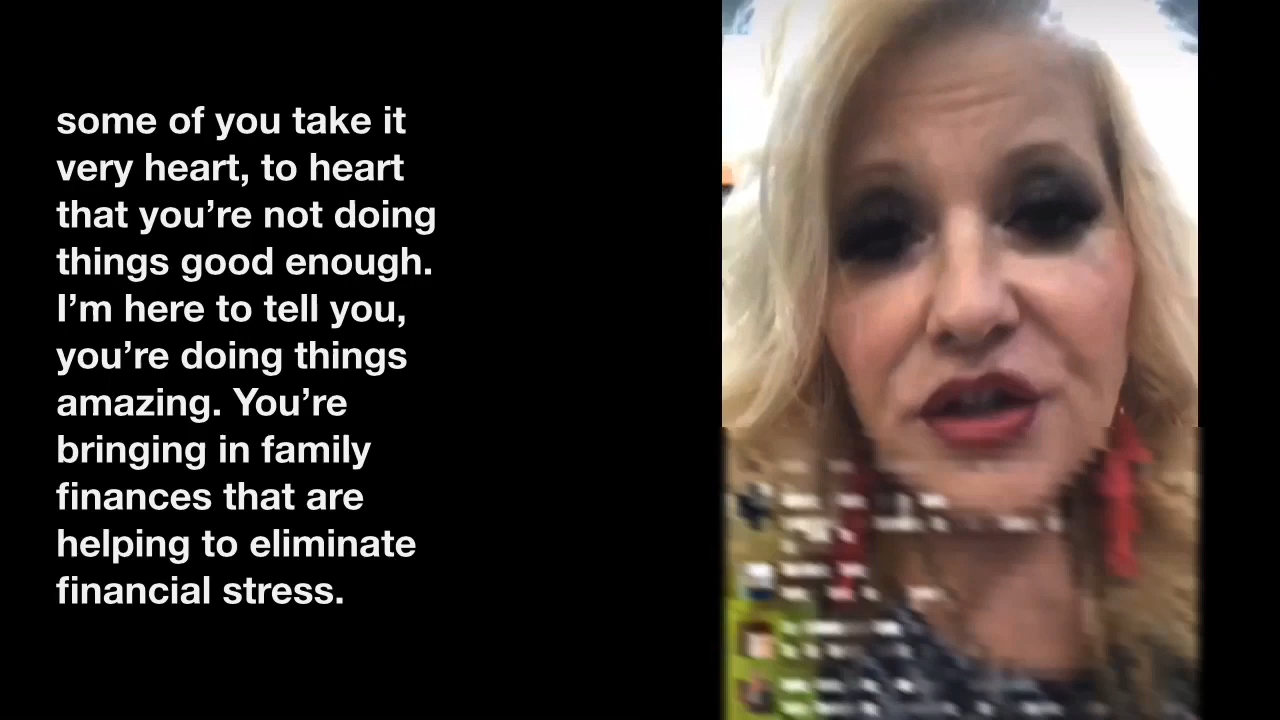 some of you take it
very heart, to heart
that you’re not doing
things good enough.
I’m here to tell you,
you’re doing things
amazing. You’re
bringing in family
finances that are
helping to eliminate
financial stress.